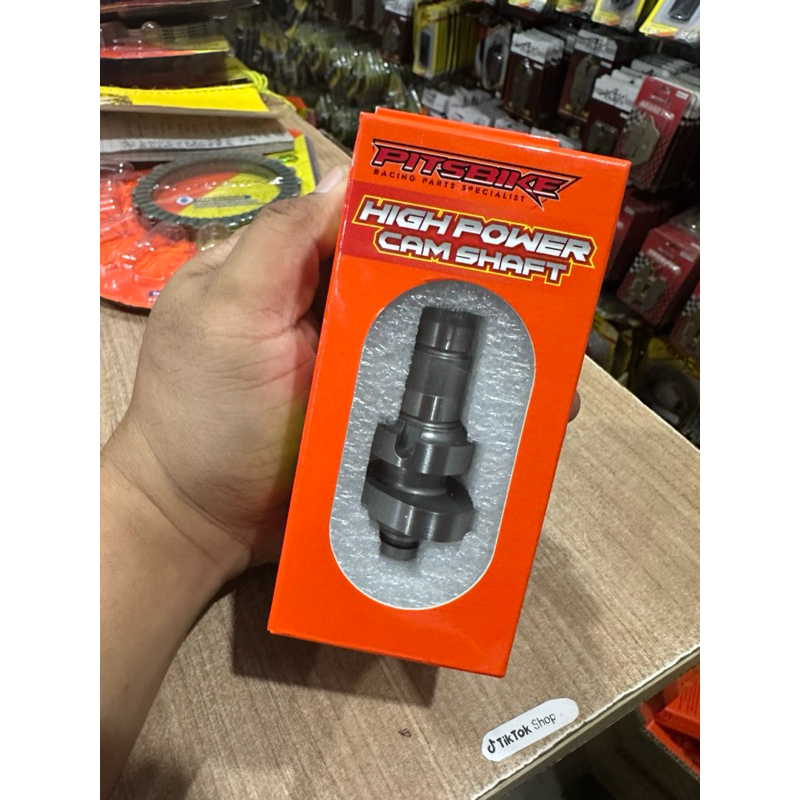 PITSBIKE
RACING PARTS SPECIALIST
HIGH POWER
CAM SHAFT
TikTok Shop